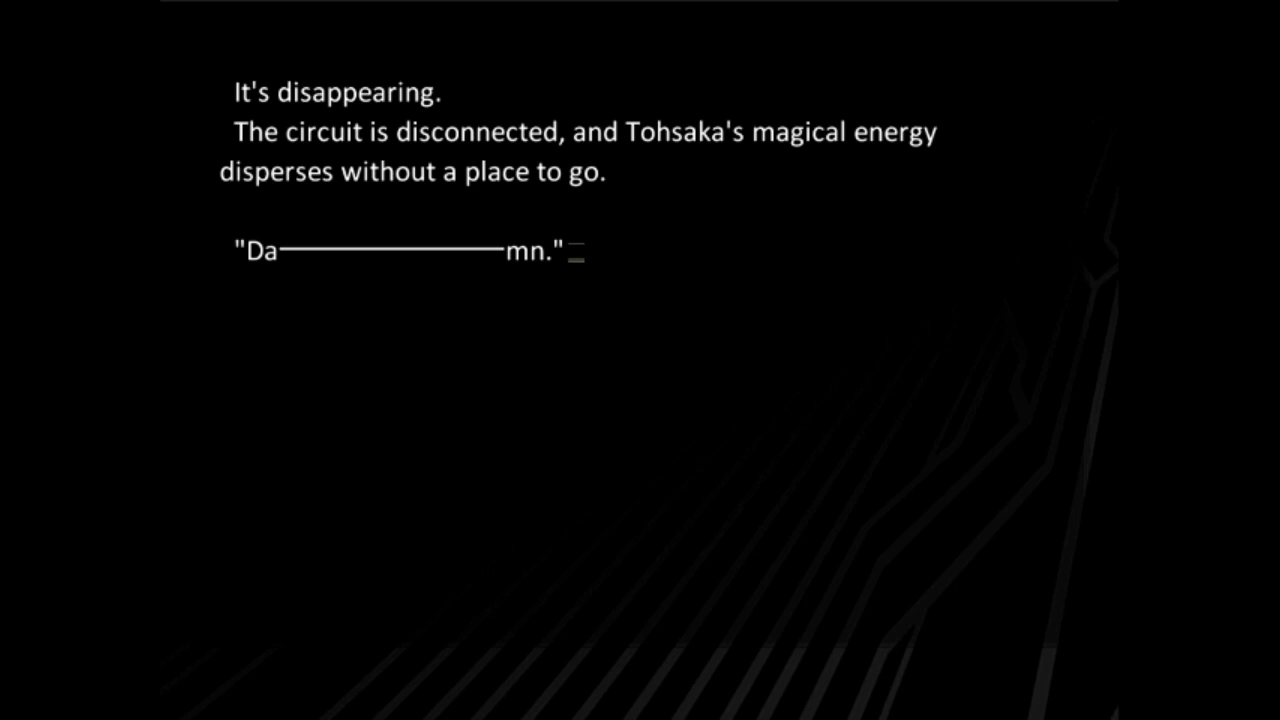 It's disappearing.
The circuit is disconnected, and Tohsaka's magical energy
disperses without a place to go.
"Da────────mn."